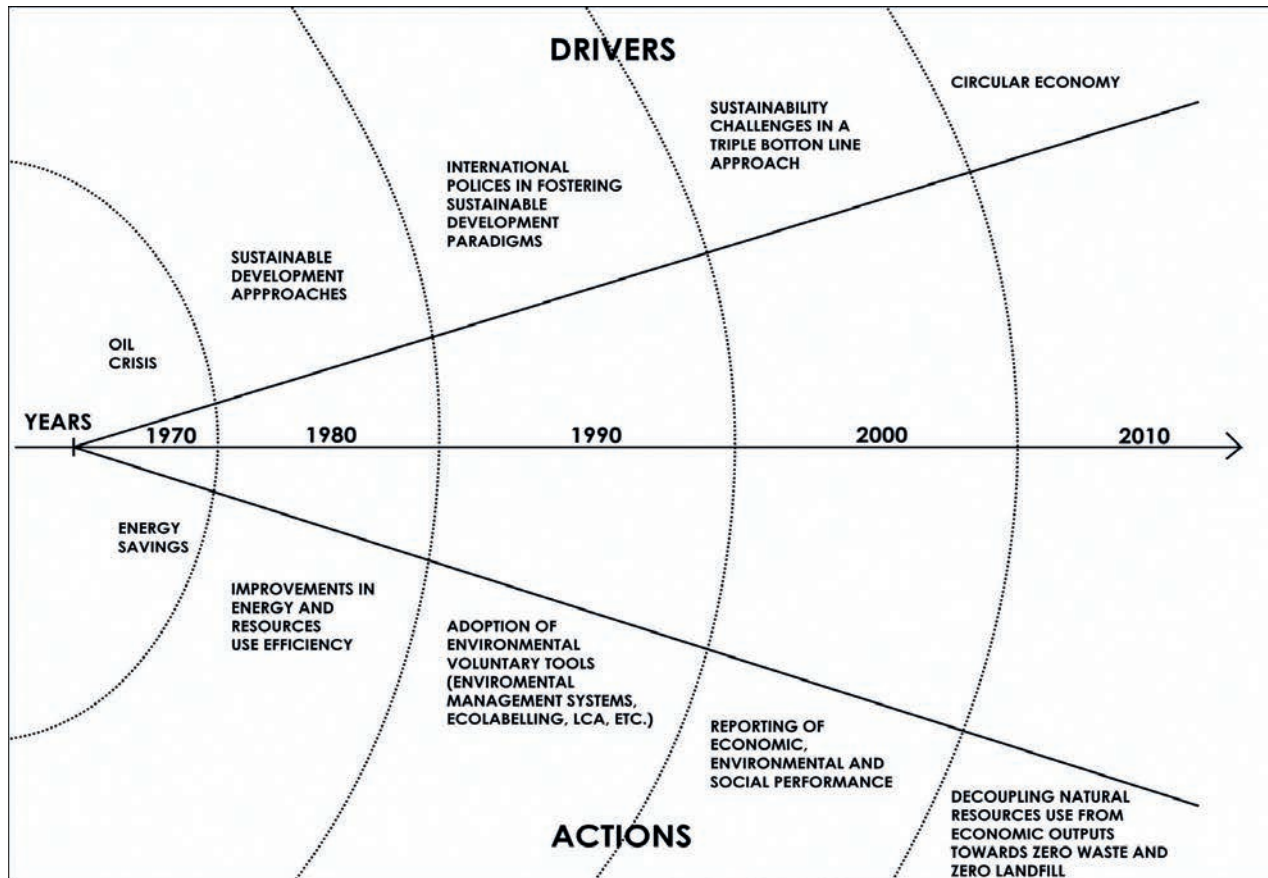 DRIVERS
CIRCULAR ECONOMY
SUSTAINABILITY
CHALLENGES IN A
TRIPLE BOTTON LINE
APPROACH
INTERNATIONAL
POLICES IN FOSTERING
SUSTAINABLE
DEVELOPMENT
PARADIGMS
SUSTAINABLE
DEVELOPMENT
APPPROACHES
OIL
CRISIS
YEARS
1970
1980
1990
2000
2010
ENERGY
SAVINGS
IMPROVEMENTS IN
ENERGY AND
RESOURCES
USE EFFICIENCY
ADOPTION OF
ENVIRONMENTAL
VOLUNTARY TOOLS
(ENVIROMENTAL
MANAGEMENT SYSTEMS,
ECOLABELLING, LCA, ETC.)
REPORTING OF
ECONOMIC,
ENVIRONMENTAL AND
SOCIAL PERFORMANCE
DECOUPLING NATURAL
RESOURCES USE FROM
ECONOMIC OUTPUTS
TOWARDS ZERO WASTE AND
ZERO LANDFILL
ACTIONS